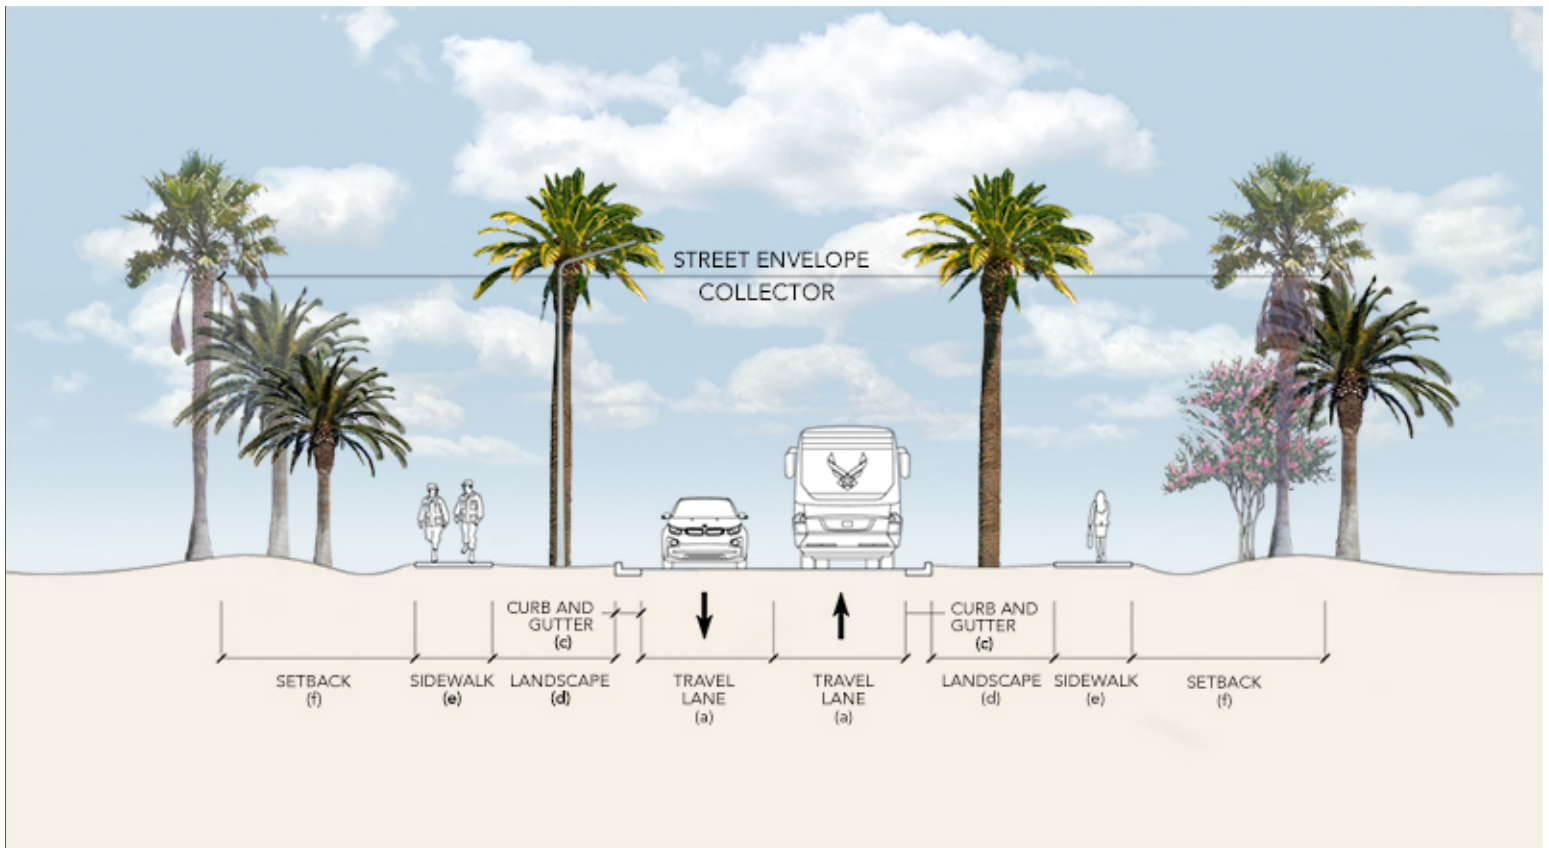 STREET ENVELOPE
COLLECTOR
CURB AND
GUTTER
(c)
CURB AND
GUTTER
(c)
SETBACK
(f)
SIDEWALK
(e)
LANDSCAPE
(d)
TRAVEL
LANE
(a)
TRAVEL
LANE
(a)
LANDSCAPE
(d)
SIDEWALK
(e)
SETBACK
(f)